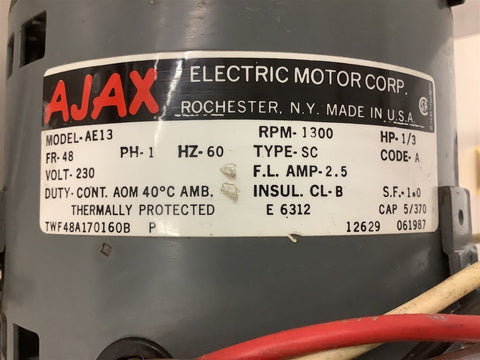 AJAX ELECTRIC MOTOR CORP.
ROCHESTER, N.Y. MADE IN U.S.A.
MODEL-AE13 RPM-1300 HP-1/3
FR-48 PH-1 HZ-60 TYPE-SC CODE-A
VOLT-230 F.L. AMP-2.5
DUTY-CONT. AOM 40°C AMB. INSUL. CL-B S.F.-1.0
THERMALLY PROTECTED E 6312 CAP 5/370
TWF48A170160B P 12629 061987